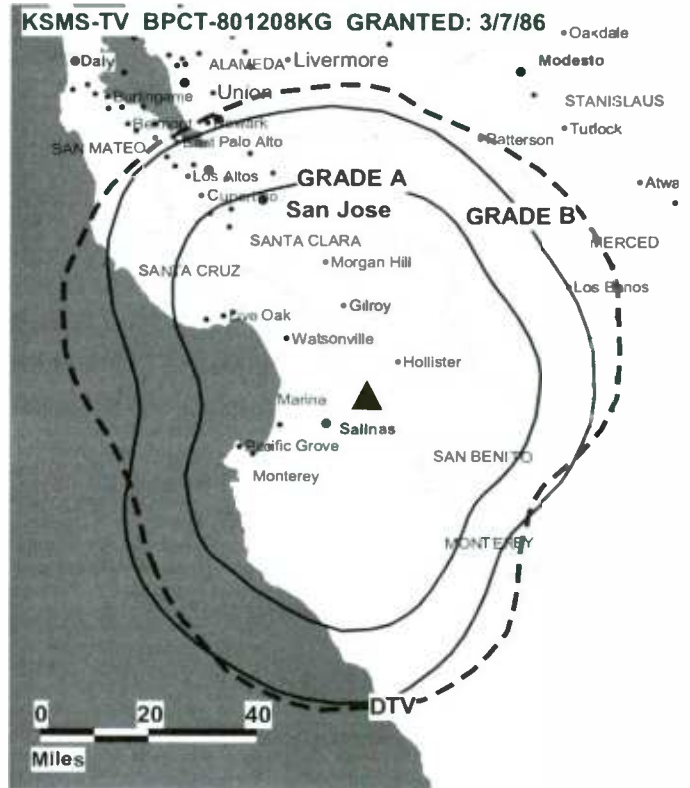 KSMS-TV BPCT-801208KG GRANTED: 3/7/86
Oakdale
Daly
ALAMEDA
Livermore
Modesto
Burlingame
Union
STANISLAUS
Belmont
Newark
Turlock
SAN MATEO
East Palo Alto
Patterson
Los Altos
GRADE A
Atwa
Cupertino
San Jose
GRADE B
SANTA CLARA
MERCED
SANTA CRUZ
Morgan Hill
Los Banos
Live Oak
Gilroy
Watsonville
Hollister
Marina
Salinas
Pacific Grove
SAN BENITO
Monterey
MONTEREY
DTV
0 20 40
Miles